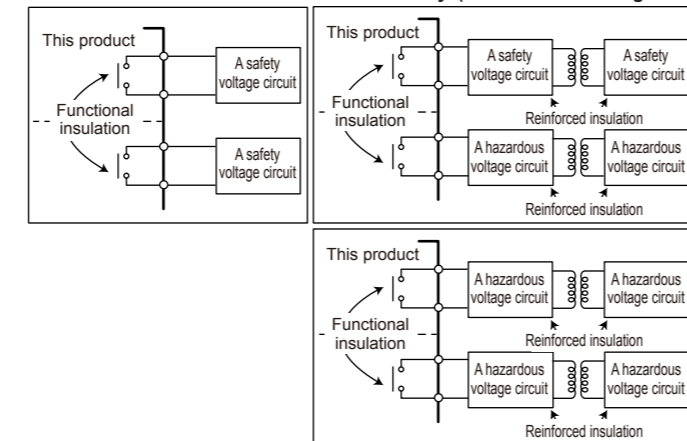 This product
A safety
voltage circuit
Functional
insulation
A safety
voltage circuit
This product
A safety
voltage circuit
A safety
voltage circuit
Reinforced insulation
Functional
insulation
A hazardous
voltage circuit
A hazardous
voltage circuit
Reinforced insulation
This product
A hazardous
voltage circuit
A hazardous
voltage circuit
Reinforced insulation
Functional
insulation
A hazardous
voltage circuit
A hazardous
voltage circuit
Reinforced insulation